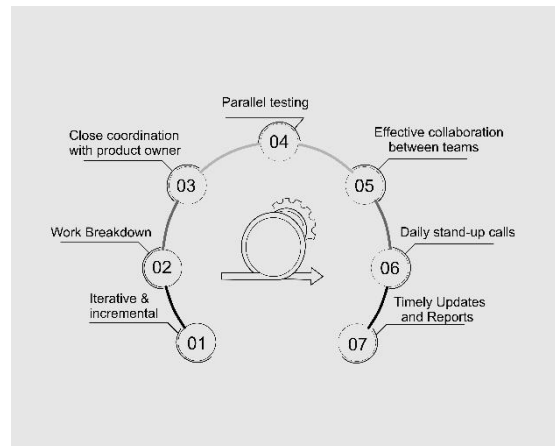 01
Iterative &
incremental
02
Work Breakdown
03
Close coordination
with product owner
04
Parallel testing
05
Effective collaboration
between teams
06
Daily stand-up calls
07
Timely Updates
and Reports